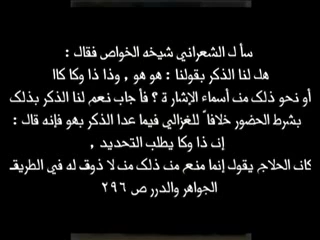 سأ ل الشعراني شيخه الخواص فقال :
هل لنا الذكر بقولنا : هو هو , وذا ذا وكا كاا
أو نحو ذلك من أسماء الإشارة ؟ فأ جاب نعم لنا الذكر بذلك
بشرط الحضور خلافاً للغزالي فيما عدا الذكر بهو فإنه قال :
إن ذا وكا يطلب التحديد ,
كان الحلاج يقول إنما منع من ذلك من لا ذوق له في الطريق
الجواهر والدرر ص ٢٩٦